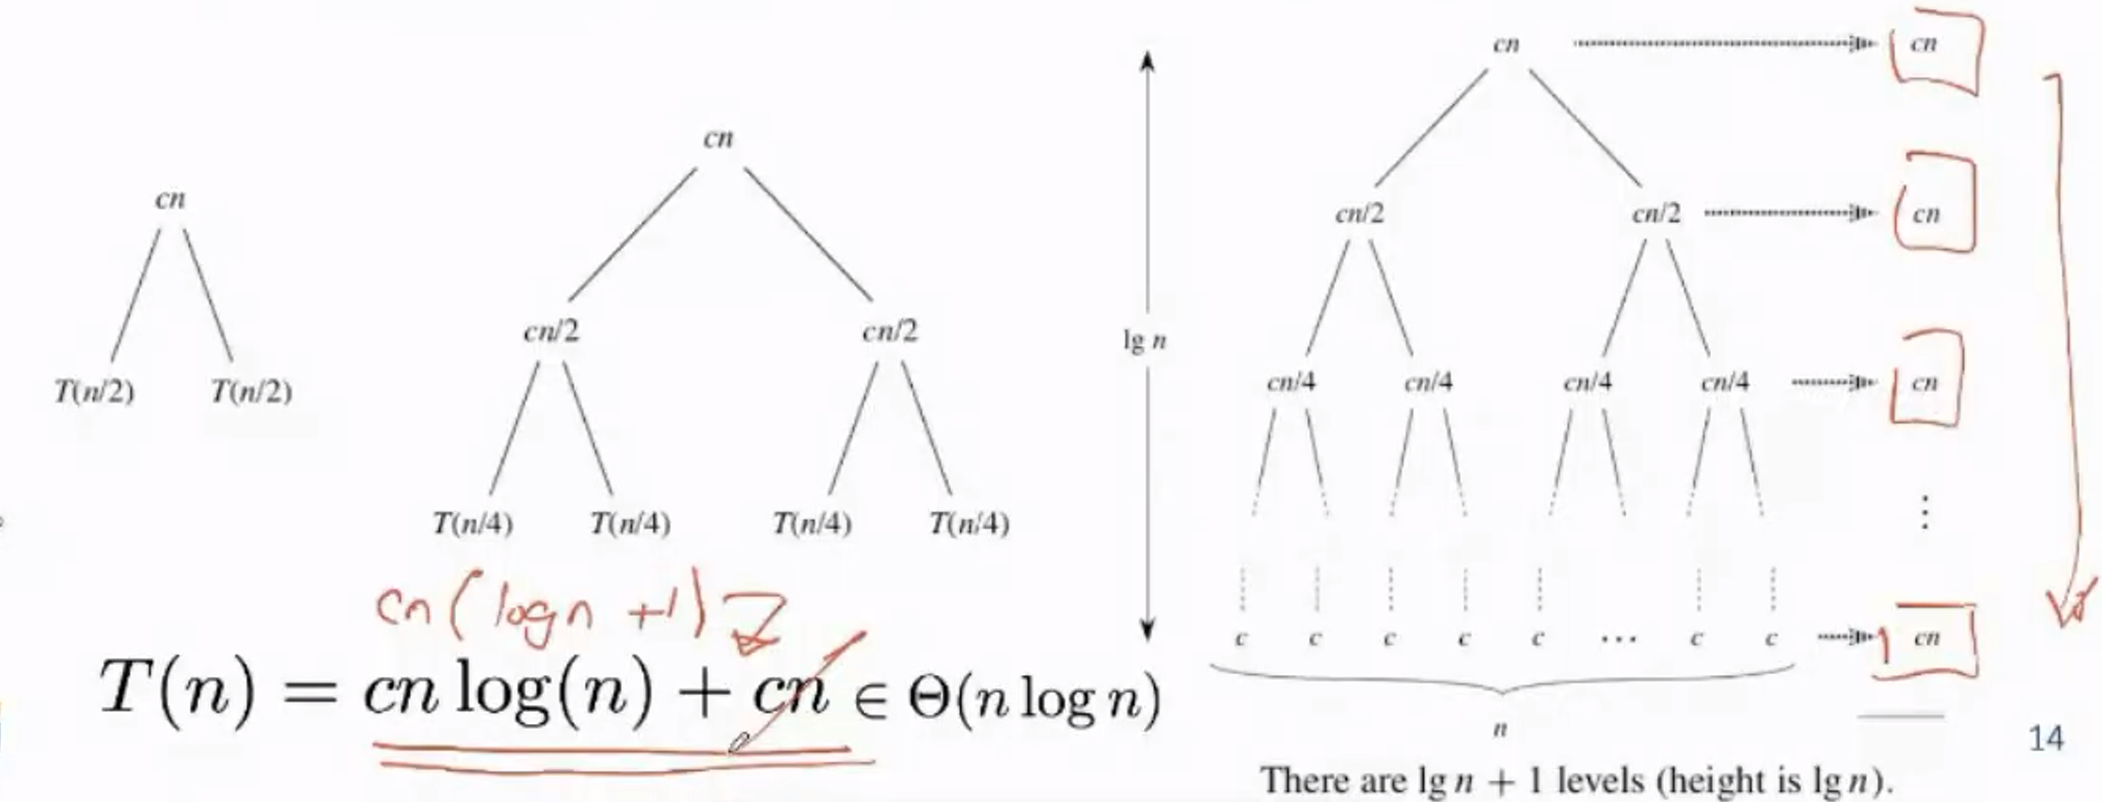 cn
T(n/2) T(n/2)
cn
cn/2 cn/2
T(n/4) T(n/4) T(n/4) T(n/4)
cn(logn +1)
T(n) = cn log(n) + cn ∈ Θ(n log n)
lg n
cn cn
cn/2 cn/2 cn
cn/4 cn/4 cn/4 cn/4 cn
⋮
c c c c c ⋯ c c cn
n
There are lg n + 1 levels (height is lg n).
14